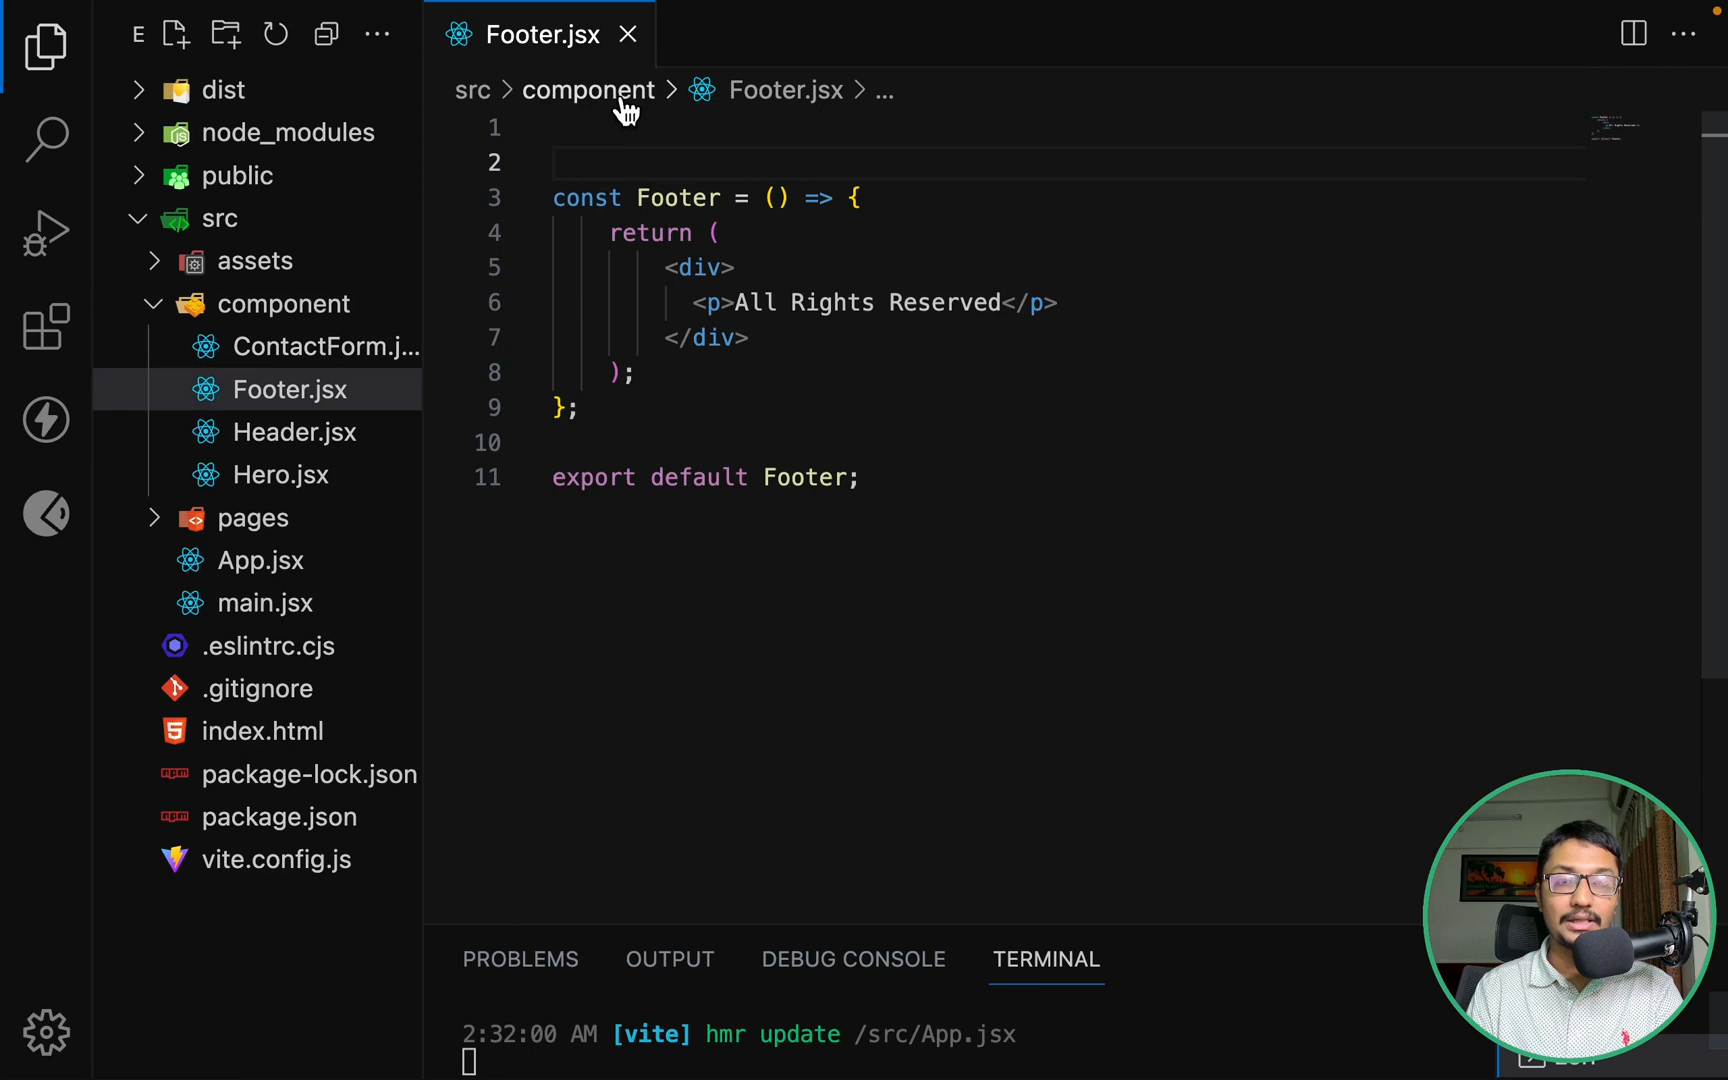 E
dist
node_modules
public
src
assets
component
ContactForm.j...
Footer.jsx
Header.jsx
Hero.jsx
pages
App.jsx
main.jsx
.eslintrc.cjs
.gitignore
index.html
package-lock.json
package.json
vite.config.js
Footer.jsx
src > component > Footer.jsx > ...
1
2
3 const Footer = () => {
4 return (
5 <div>
6 <p>All Rights Reserved</p>
7 </div>
8 );
9 };
10
11 export default Footer;
PROBLEMS OUTPUT DEBUG CONSOLE TERMINAL
2:32:00 AM [vite] hmr update /src/App.jsx